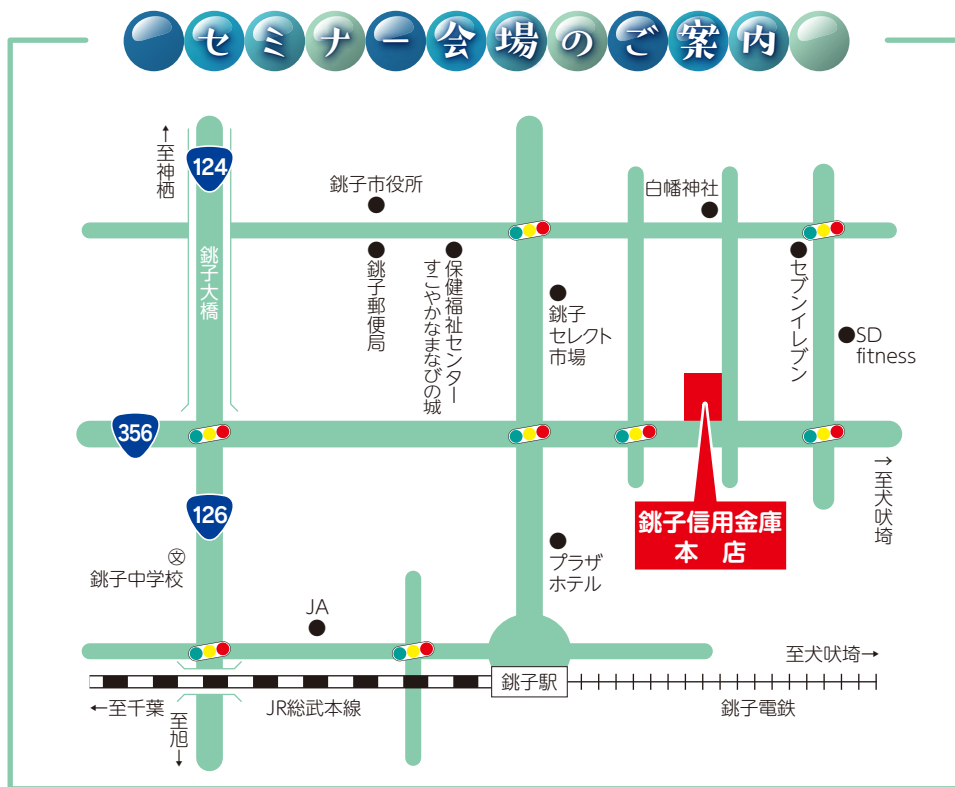 セミナー会場のご案内
↑至神栖
124
銚子大橋
銚子市役所
銚子郵便局
保健福祉センター
すこやかなまなびの城
銚子
セレクト
市場
白幡神社
セブンイレブン
SD
fitness
356
→至犬吠埼
126
銚子信用金庫
本店
文
銚子中学校
プラザ
ホテル
JA
至犬吠埼→
銚子駅
←至千葉
JR総武本線
銚子電鉄
至旭↓